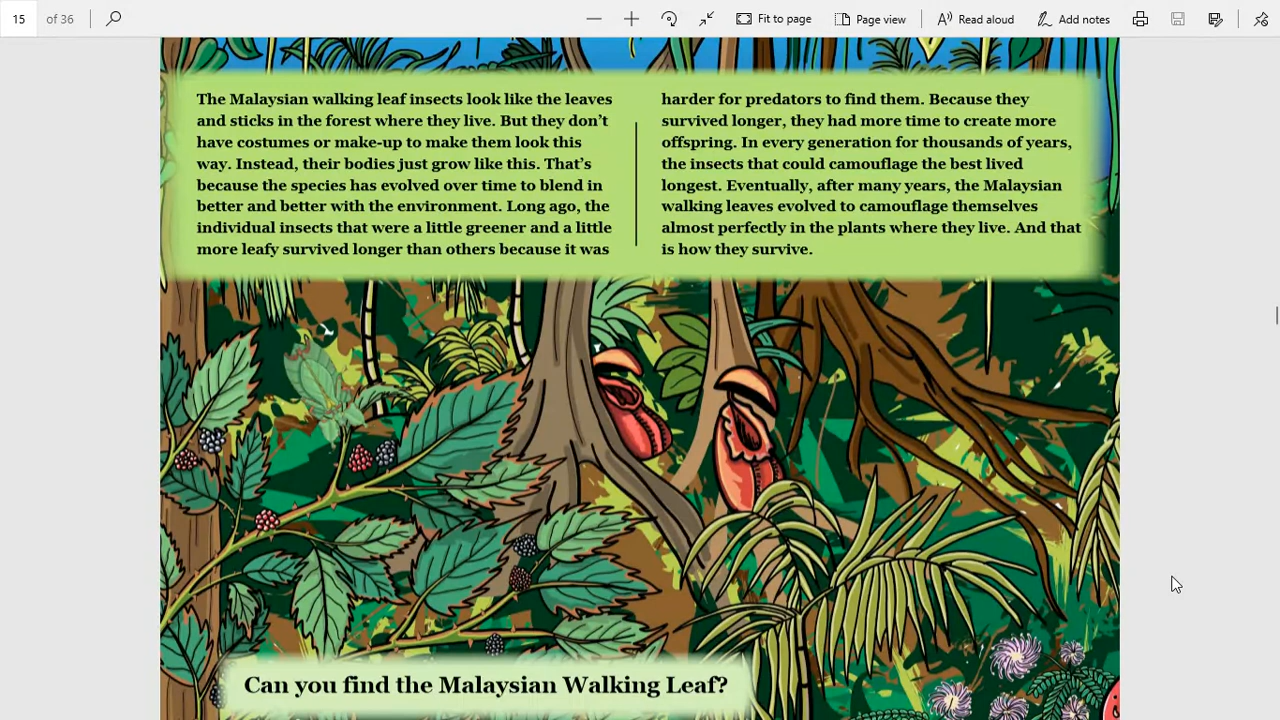 15 of 36
Fit to page
Page view
Read aloud
Add notes
The Malaysian walking leaf insects look like the leaves
and sticks in the forest where they live. But they don’t
have costumes or make-up to make them look this
way. Instead, their bodies just grow like this. That’s
because the species has evolved over time to blend in
better and better with the environment. Long ago, the
individual insects that were a little greener and a little
more leafy survived longer than others because it was
harder for predators to find them. Because they
survived longer, they had more time to create more
offspring. In every generation for thousands of years,
the insects that could camouflage the best lived
longest. Eventually, after many years, the Malaysian
walking leaves evolved to camouflage themselves
almost perfectly in the plants where they live. And that
is how they survive.
Can you find the Malaysian Walking Leaf?